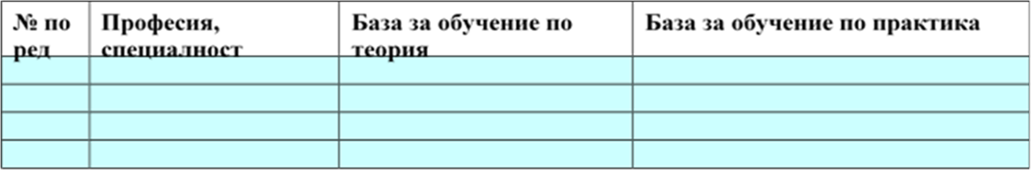 № по
ред
Професия,
специалност
База за обучение по
теория
База за обучение по практика